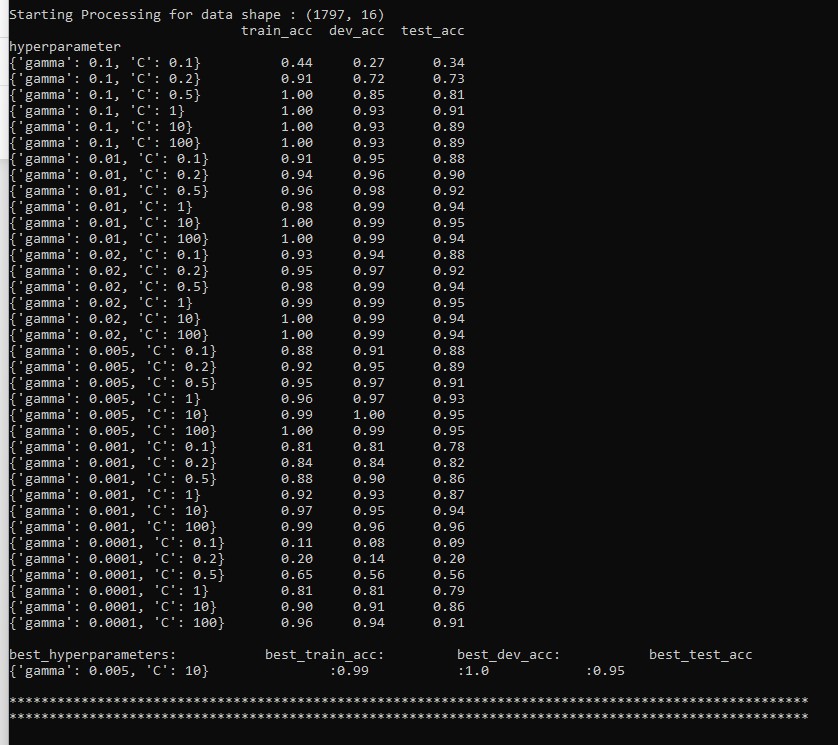 Starting Processing for data shape : (1797, 16)
train_acc dev_acc test_acc
hyperparameter
{'gamma': 0.1, 'C': 0.1} 0.44 0.27 0.34
{'gamma': 0.1, 'C': 0.2} 0.91 0.72 0.73
{'gamma': 0.1, 'C': 0.5} 1.00 0.85 0.81
{'gamma': 0.1, 'C': 1} 1.00 0.93 0.91
{'gamma': 0.1, 'C': 10} 1.00 0.93 0.89
{'gamma': 0.1, 'C': 100} 1.00 0.93 0.89
{'gamma': 0.01, 'C': 0.1} 0.91 0.95 0.88
{'gamma': 0.01, 'C': 0.2} 0.94 0.96 0.90
{'gamma': 0.01, 'C': 0.5} 0.96 0.98 0.92
{'gamma': 0.01, 'C': 1} 0.98 0.99 0.94
{'gamma': 0.01, 'C': 10} 1.00 0.99 0.95
{'gamma': 0.01, 'C': 100} 1.00 0.99 0.94
{'gamma': 0.02, 'C': 0.1} 0.93 0.94 0.88
{'gamma': 0.02, 'C': 0.2} 0.95 0.97 0.92
{'gamma': 0.02, 'C': 0.5} 0.98 0.99 0.94
{'gamma': 0.02, 'C': 1} 0.99 0.99 0.95
{'gamma': 0.02, 'C': 10} 1.00 0.99 0.94
{'gamma': 0.02, 'C': 100} 1.00 0.99 0.94
{'gamma': 0.005, 'C': 0.1} 0.88 0.91 0.88
{'gamma': 0.005, 'C': 0.2} 0.92 0.95 0.89
{'gamma': 0.005, 'C': 0.5} 0.95 0.97 0.91
{'gamma': 0.005, 'C': 1} 0.96 0.97 0.93
{'gamma': 0.005, 'C': 10} 0.99 1.00 0.95
{'gamma': 0.005, 'C': 100} 1.00 0.99 0.95
{'gamma': 0.001, 'C': 0.1} 0.81 0.81 0.78
{'gamma': 0.001, 'C': 0.2} 0.84 0.84 0.82
{'gamma': 0.001, 'C': 0.5} 0.88 0.90 0.86
{'gamma': 0.001, 'C': 1} 0.92 0.93 0.87
{'gamma': 0.001, 'C': 10} 0.97 0.95 0.94
{'gamma': 0.001, 'C': 100} 0.99 0.96 0.96
{'gamma': 0.0001, 'C': 0.1} 0.11 0.08 0.09
{'gamma': 0.0001, 'C': 0.2} 0.20 0.14 0.20
{'gamma': 0.0001, 'C': 0.5} 0.65 0.56 0.56
{'gamma': 0.0001, 'C': 1} 0.81 0.81 0.79
{'gamma': 0.0001, 'C': 10} 0.90 0.91 0.86
{'gamma': 0.0001, 'C': 100} 0.96 0.94 0.91
best_hyperparameters: best_train_acc: best_dev_acc: best_test_acc
{'gamma': 0.005, 'C': 10} :0.99 :1.0 :0.95
****************************************************************************************************
****************************************************************************************************